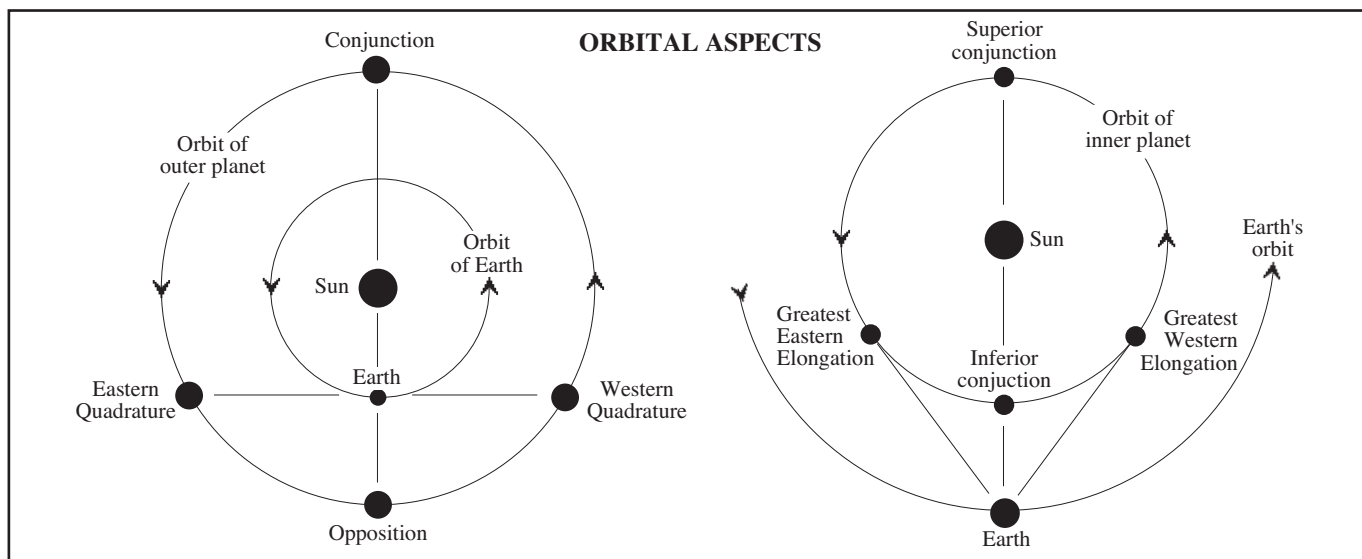 ORBITAL ASPECTS
Conjunction
Orbit of
outer planet
Orbit
of Earth
Sun
Earth
Eastern
Quadrature
Western
Quadrature
Opposition
Superior
conjunction
Orbit of
inner planet
Sun
Earth's
orbit
Greatest
Eastern
Elongation
Inferior
conjuction
Greatest
Western
Elongation
Earth